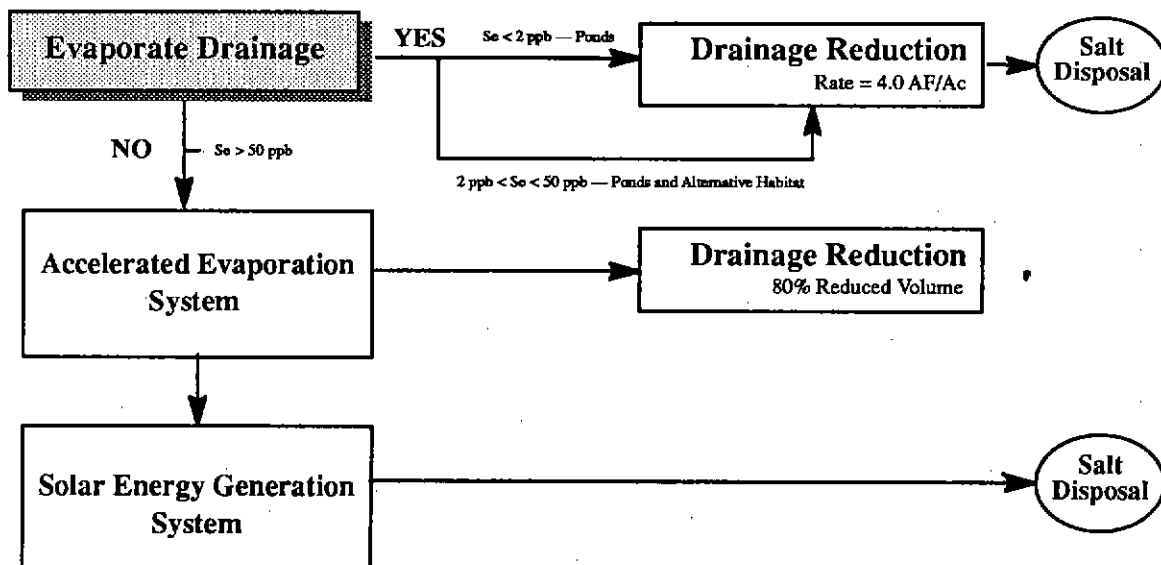 Evaporate Drainage
YES
Se < 2 ppb — Ponds
Drainage Reduction
Rate = 4.0 AF/Ac
Salt
Disposal
NO
Se > 50 ppb
2 ppb < Se < 50 ppb — Ponds and Alternative Habitat
Accelerated Evaporation
System
Drainage Reduction
80% Reduced Volume
Solar Energy Generation
System
Salt
Disposal